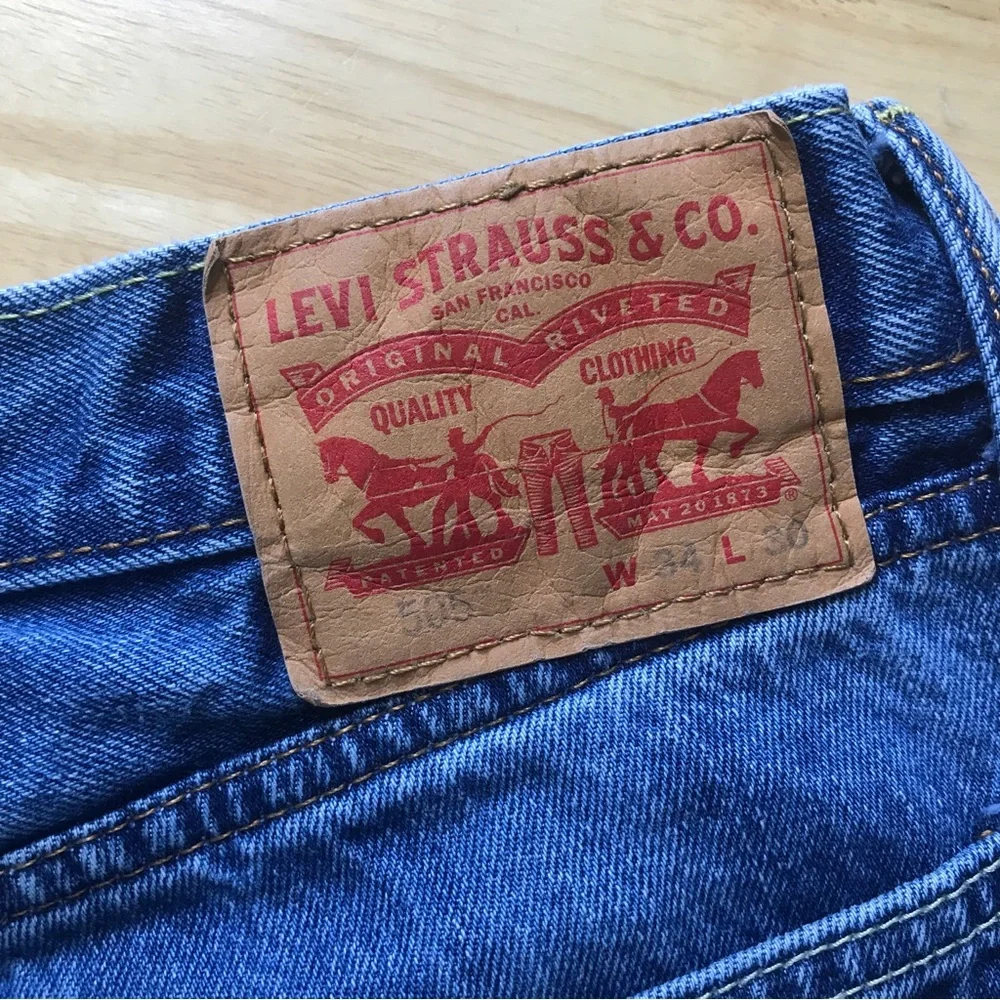 LEVI STRAUSS & CO.
SAN FRANCISCO
CAL.
ORIGINAL RIVETED
QUALITY CLOTHING
PATENTED MAY 20 1873 ®
505 W 34 L 30